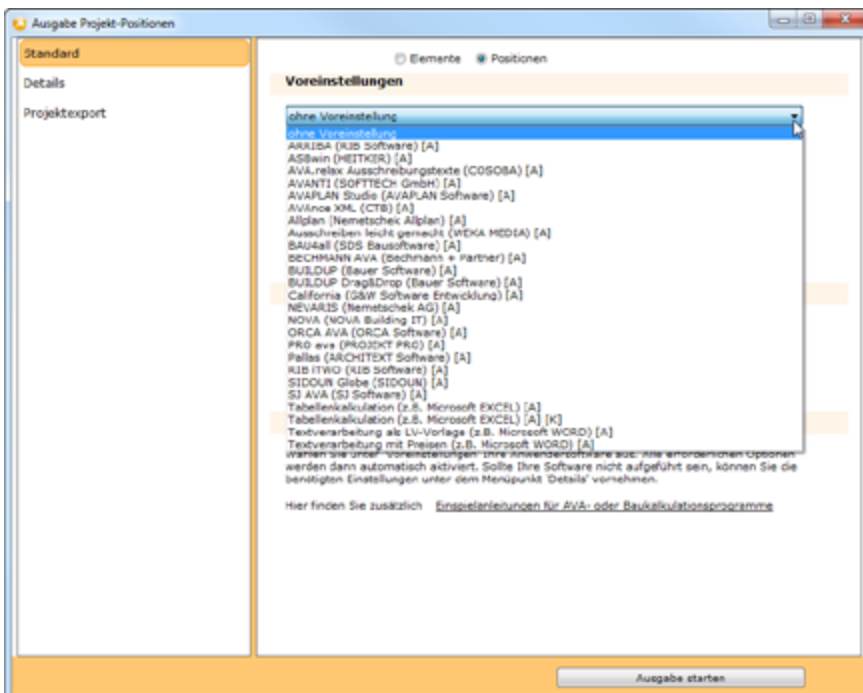 Ausgabe Projekt-Positionen
Standard
Details
Projektexport
Elemente Positionen
Voreinstellungen
ohne Voreinstellung
ohne Voreinstellung
ARRIBA (RIB Software) [A]
ASBwin (HEITKER) [A]
AVA.relax Ausschreibungstexte (COSOBA) [A]
AVANTI (SOFTTECH GmbH) [A]
AVAPLAN Studio (AVAPLAN Software) [A]
AVAnce XML (CTB) [A]
Allplan (Nemetschek Allplan) [A]
Ausschreiben leicht gemacht (WEKA MEDIA) [A]
BAU4all (SDS Bausoftware) [A]
BECHMANN AVA (Bechmann + Partner) [A]
BUILDUP (Bauer Software) [A]
BUILDUP Drag&Drop (Bauer Software) [A]
California (G&W Software Entwicklung) [A]
NEVARIS (Nemetschek AG) [A]
NOVA (NOVA Building IT) [A]
ORCA AVA (ORCA Software) [A]
PRO ava (PROJEKT PRO) [A]
Pallas (ARCHITEXT Software) [A]
RIB iTWO (RIB Software) [A]
SIDOUN Globe (SIDOUN) [A]
SJ AVA (SJ Software) [A]
Tabellenkalkulation (z.B. Microsoft EXCEL) [A]
Tabellenkalkulation (z.B. Microsoft EXCEL) [A] [K]
Textverarbeitung als LV-Vorlage (z.B. Microsoft WORD) [A]
Textverarbeitung mit Preisen (z.B. Microsoft WORD) [A]
Wählen Sie unter 'Voreinstellungen' Ihre Anwendersoftware aus. Alle erforderlichen Optionen
werden dann automatisch aktiviert. Sollte Ihre Software nicht aufgeführt sein, können Sie die
benötigten Einstellungen unter dem Menüpunkt 'Details' vornehmen.
Hier finden Sie zusätzlich Einspielanleitungen für AVA- oder Baukalkulationsprogramme
Ausgabe starten